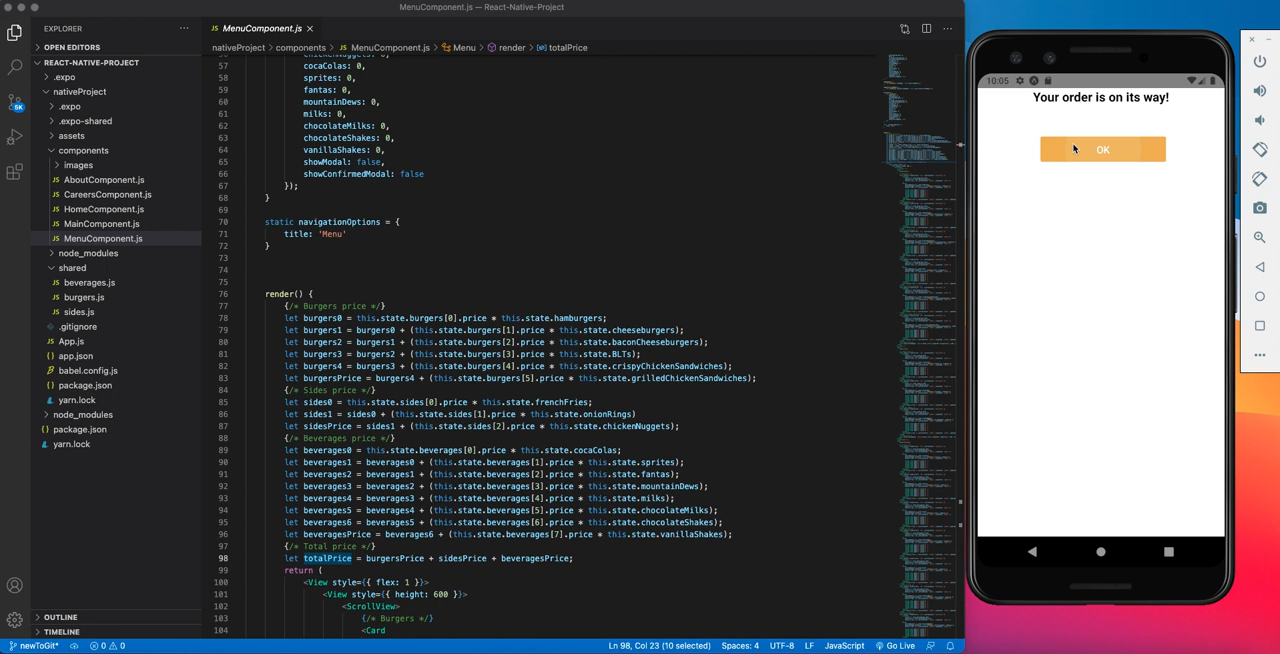 MenuComponent.js — React-Native-Project
EXPLORER
OPEN EDITORS
REACT-NATIVE-PROJECT
.expo
nativeProject
.expo
.expo-shared
assets
components
images
JS AboutComponent.js
JS CareersComponent.js
JS HomeComponent.js
JS MainComponent.js
JS MenuComponent.js
node_modules
shared
JS beverages.js
JS burgers.js
JS sides.js
.gitignore
JS App.js
{} app.json
babel.config.js
{} package.json
yarn.lock
node_modules
{} package.json
yarn.lock
OUTLINE
TIMELINE
5K
JS MenuComponent.js
nativeProject > components > JS MenuComponent.js > Menu > render > totalPrice
57 cocaColas: 0,
58 sprites: 0,
59 fantas: 0,
60 mountainDews: 0,
61 milks: 0,
62 chocolateMilks: 0,
63 chocolateShakes: 0,
64 vanillaShakes: 0,
65 showModal: false,
66 showConfirmedModal: false
67 });
68 }
69
70 static navigationOptions = {
71 title: 'Menu'
72 }
73
74
75
76 render() {
77 {/* Burgers price */}
78 let burgers0 = this.state.burgers[0].price * this.state.hamburgers;
79 let burgers1 = burgers0 + (this.state.burgers[1].price * this.state.cheeseburgers);
80 let burgers2 = burgers1 + (this.state.burgers[2].price * this.state.baconCheeseburgers);
81 let burgers3 = burgers2 + (this.state.burgers[3].price * this.state.BLTs);
82 let burgers4 = burgers3 + (this.state.burgers[4].price * this.state.crispyChickenSandwiches);
83 let burgersPrice = burgers4 + (this.state.burgers[5].price * this.state.grilledChickenSandwiches);
84 {/* Sides price */}
85 let sides0 = this.state.sides[0].price * this.state.frenchFries;
86 let sides1 = sides0 + (this.state.sides[1].price * this.state.onionRings)
87 let sidesPrice = sides1 + (this.state.sides[2].price * this.state.chickenNuggets);
88 {/* Beverages price */}
89 let beverages0 = this.state.beverages[0].price * this.state.cocaColas;
90 let beverages1 = beverages0 + (this.state.beverages[1].price * this.state.sprites);
91 let beverages2 = beverages1 + (this.state.beverages[2].price * this.state.fantas);
92 let beverages3 = beverages2 + (this.state.beverages[3].price * this.state.mountainDews);
93 let beverages4 = beverages3 + (this.state.beverages[4].price * this.state.milks);
94 let beverages5 = beverages4 + (this.state.beverages[5].price * this.state.chocolateMilks);
95 let beverages6 = beverages5 + (this.state.beverages[6].price * this.state.chocolateShakes);
96 let beveragesPrice = beverages6 + (this.state.beverages[7].price * this.state.vanillaShakes);
97 {/* Total price */}
98 let totalPrice = burgersPrice + sidesPrice + beveragesPrice;
99 return (
100 <View style={{ flex: 1 }}>
101 <View style={{ height: 600 }}>
102 <ScrollView>
103 {/* Burgers */}
104 <Card
newToGit* 0 0
Ln 98, Col 23 (10 selected) Spaces: 4 UTF-8 LF JavaScript Go Live
10:05
Your order is on its way!
OK